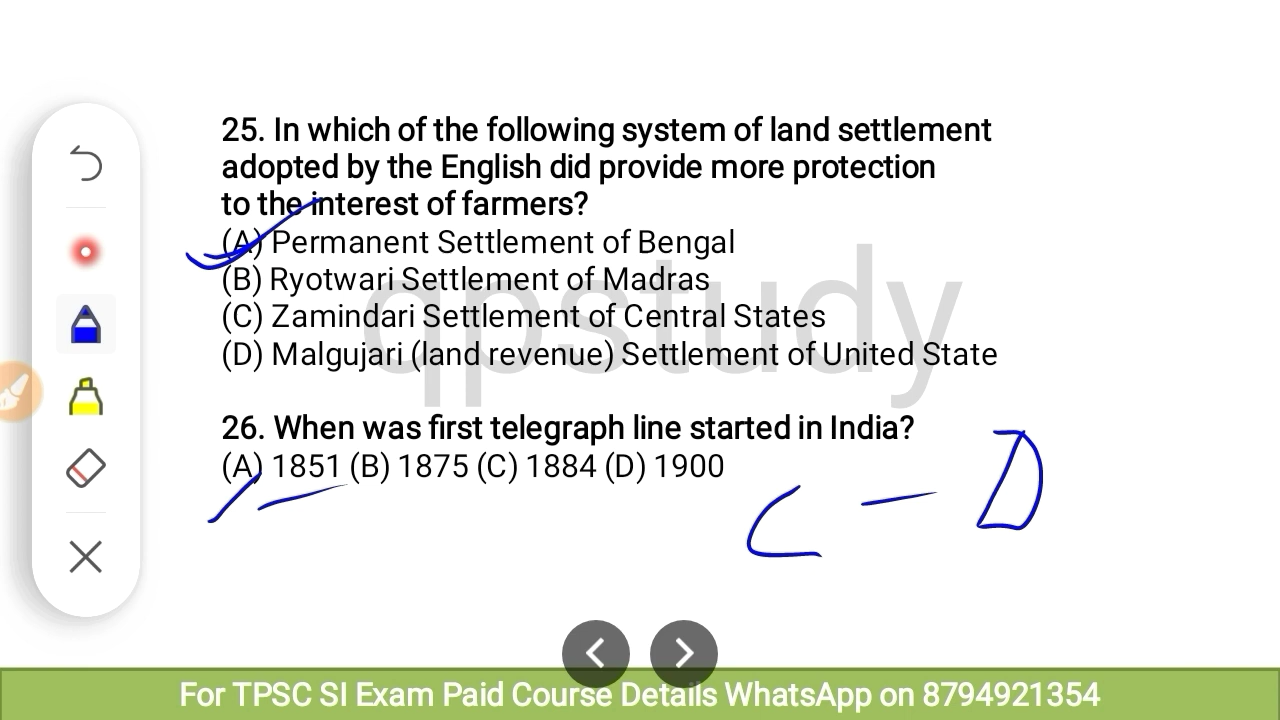 25. In which of the following system of land settlement
adopted by the English did provide more protection
to the interest of farmers?
(A) Permanent Settlement of Bengal
(B) Ryotwari Settlement of Madras
(C) Zamindari Settlement of Central States
(D) Malgujari (land revenue) Settlement of United State
qpstudy
26. When was first telegraph line started in India?
(A) 1851 (B) 1875 (C) 1884 (D) 1900
C — D
For TPSC SI Exam Paid Course Details WhatsApp on 8794921354